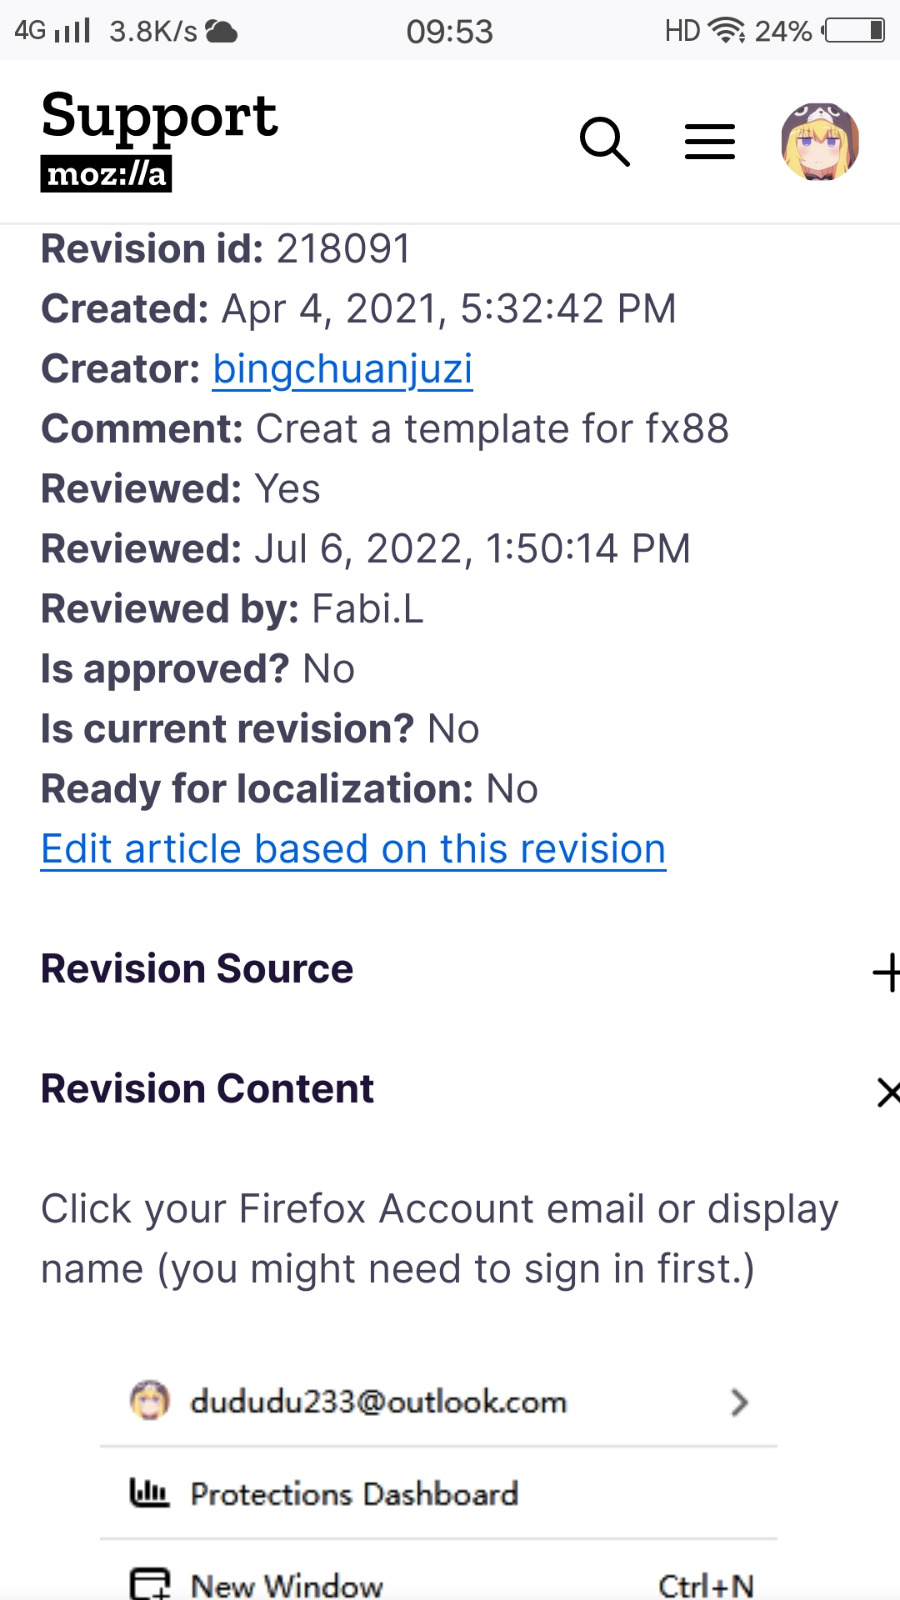 4G 3.8K/s 09:53 HD 24%
Support
moz://a
Revision id: 218091
Created: Apr 4, 2021, 5:32:42 PM
Creator: bingchuanjuzi
Comment: Creat a template for fx88
Reviewed: Yes
Reviewed: Jul 6, 2022, 1:50:14 PM
Reviewed by: Fabi.L
Is approved? No
Is current revision? No
Ready for localization: No
Edit article based on this revision
Revision Source
Revision Content
Click your Firefox Account email or display
name (you might need to sign in first.)
dududu233@outlook.com
Protections Dashboard
New Window Ctrl+N